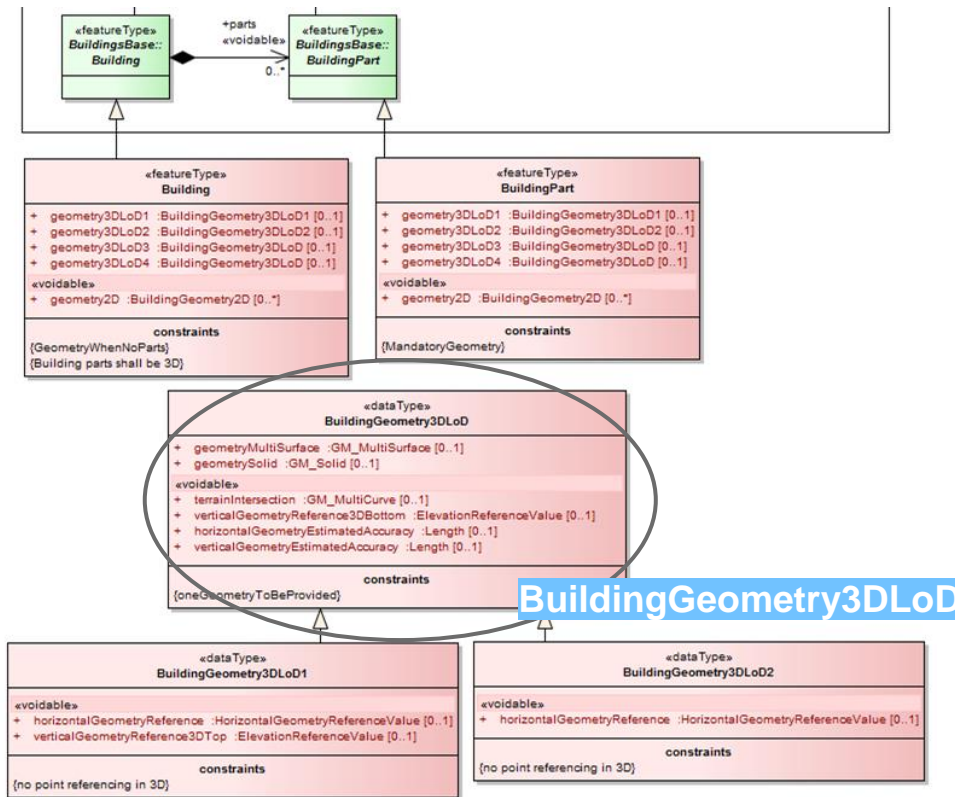 «featureType»
BuildingsBase::
Building
+parts
«voidable»
0..*
«featureType»
BuildingsBase::
BuildingPart
«featureType»
Building
+ geometry3DLoD1 :BuildingGeometry3DLoD1 [0..1]
+ geometry3DLoD2 :BuildingGeometry3DLoD2 [0..1]
+ geometry3DLoD3 :BuildingGeometry3DLoD [0..1]
+ geometry3DLoD4 :BuildingGeometry3DLoD [0..1]
«voidable»
+ geometry2D :BuildingGeometry2D [0..*]
constraints
{GeometryWhenNoParts}
{Building parts shall be 3D}
«featureType»
BuildingPart
+ geometry3DLoD1 :BuildingGeometry3DLoD1 [0..1]
+ geometry3DLoD2 :BuildingGeometry3DLoD2 [0..1]
+ geometry3DLoD3 :BuildingGeometry3DLoD [0..1]
+ geometry3DLoD4 :BuildingGeometry3DLoD [0..1]
«voidable»
+ geometry2D :BuildingGeometry2D [0..*]
constraints
{MandatoryGeometry}
«dataType»
BuildingGeometry3DLoD
+ geometryMultiSurface :GM_MultiSurface [0..1]
+ geometrySolid :GM_Solid [0..1]
«voidable»
+ terrainIntersection :GM_MultiCurve [0..1]
+ verticalGeometryReference3DBottom :ElevationReferenceValue [0..1]
+ horizontalGeometryEstimatedAccuracy :Length [0..1]
+ verticalGeometryEstimatedAccuracy :Length [0..1]
constraints
{oneGeometryToBeProvided}
BuildingGeometry3DLoD
«dataType»
BuildingGeometry3DLoD1
«voidable»
+ horizontalGeometryReference :HorizontalGeometryReferenceValue [0..1]
+ verticalGeometryReference3DTop :ElevationReferenceValue [0..1]
constraints
{no point referencing in 3D}
«dataType»
BuildingGeometry3DLoD2
«voidable»
+ horizontalGeometryReference :HorizontalGeometryReferenceValue [0..1]
constraints
{no point referencing in 3D}